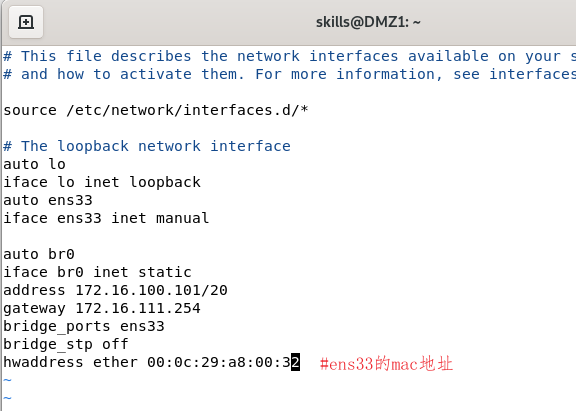 skills@DMZ1: ~
# This file describes the network interfaces available on your s
# and how to activate them. For more information, see interfaces
source /etc/network/interfaces.d/*
# The loopback network interface
auto lo
iface lo inet loopback
auto ens33
iface ens33 inet manual
auto br0
iface br0 inet static
address 172.16.100.101/20
gateway 172.16.111.254
bridge_ports ens33
bridge_stp off
hwaddress ether 00:0c:29:a8:00:32 #ens33的mac地址
~
~